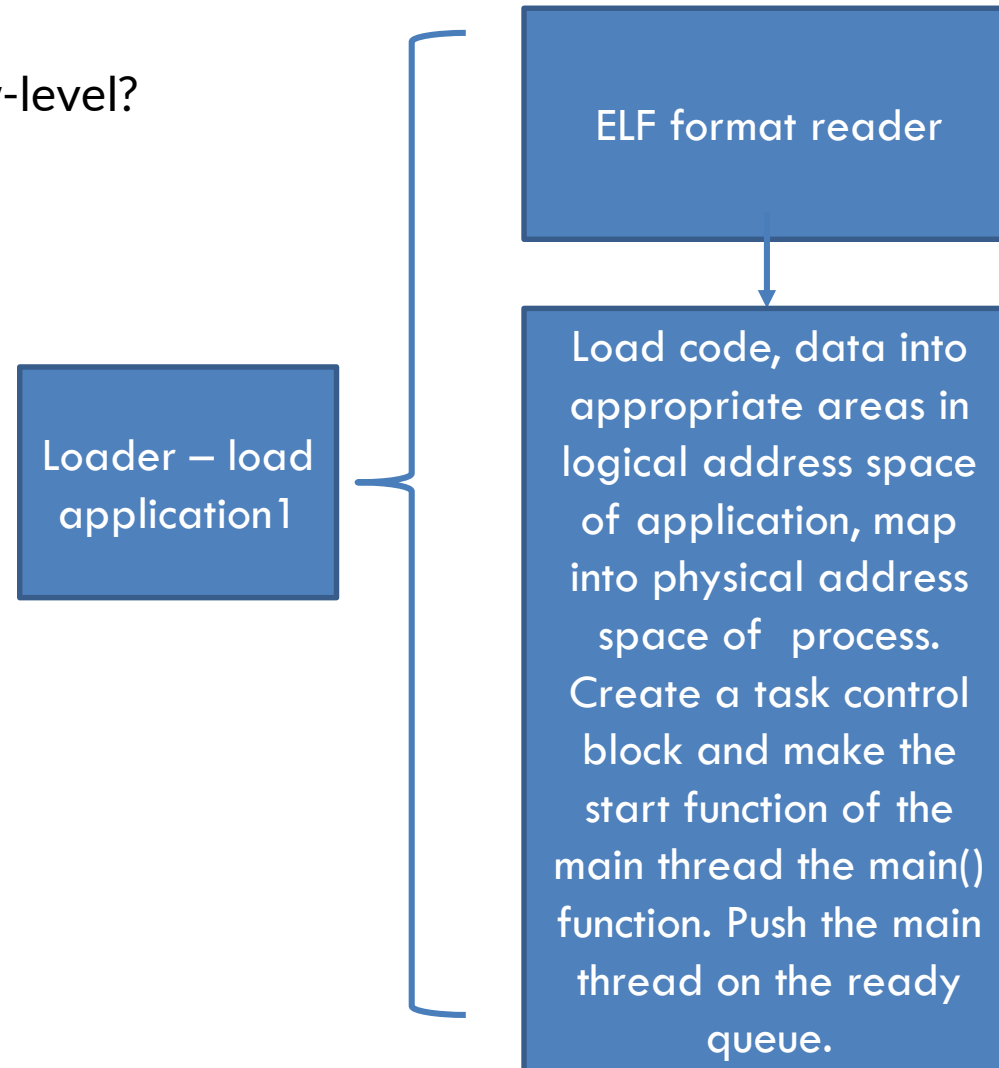 -level?
ELF format reader
Loader – load
application1
Load code, data into
appropriate areas in
logical address space
of application, map
into physical address
space of process.
Create a task control
block and make the
start function of the
main thread the main()
function. Push the main
thread on the ready
queue.